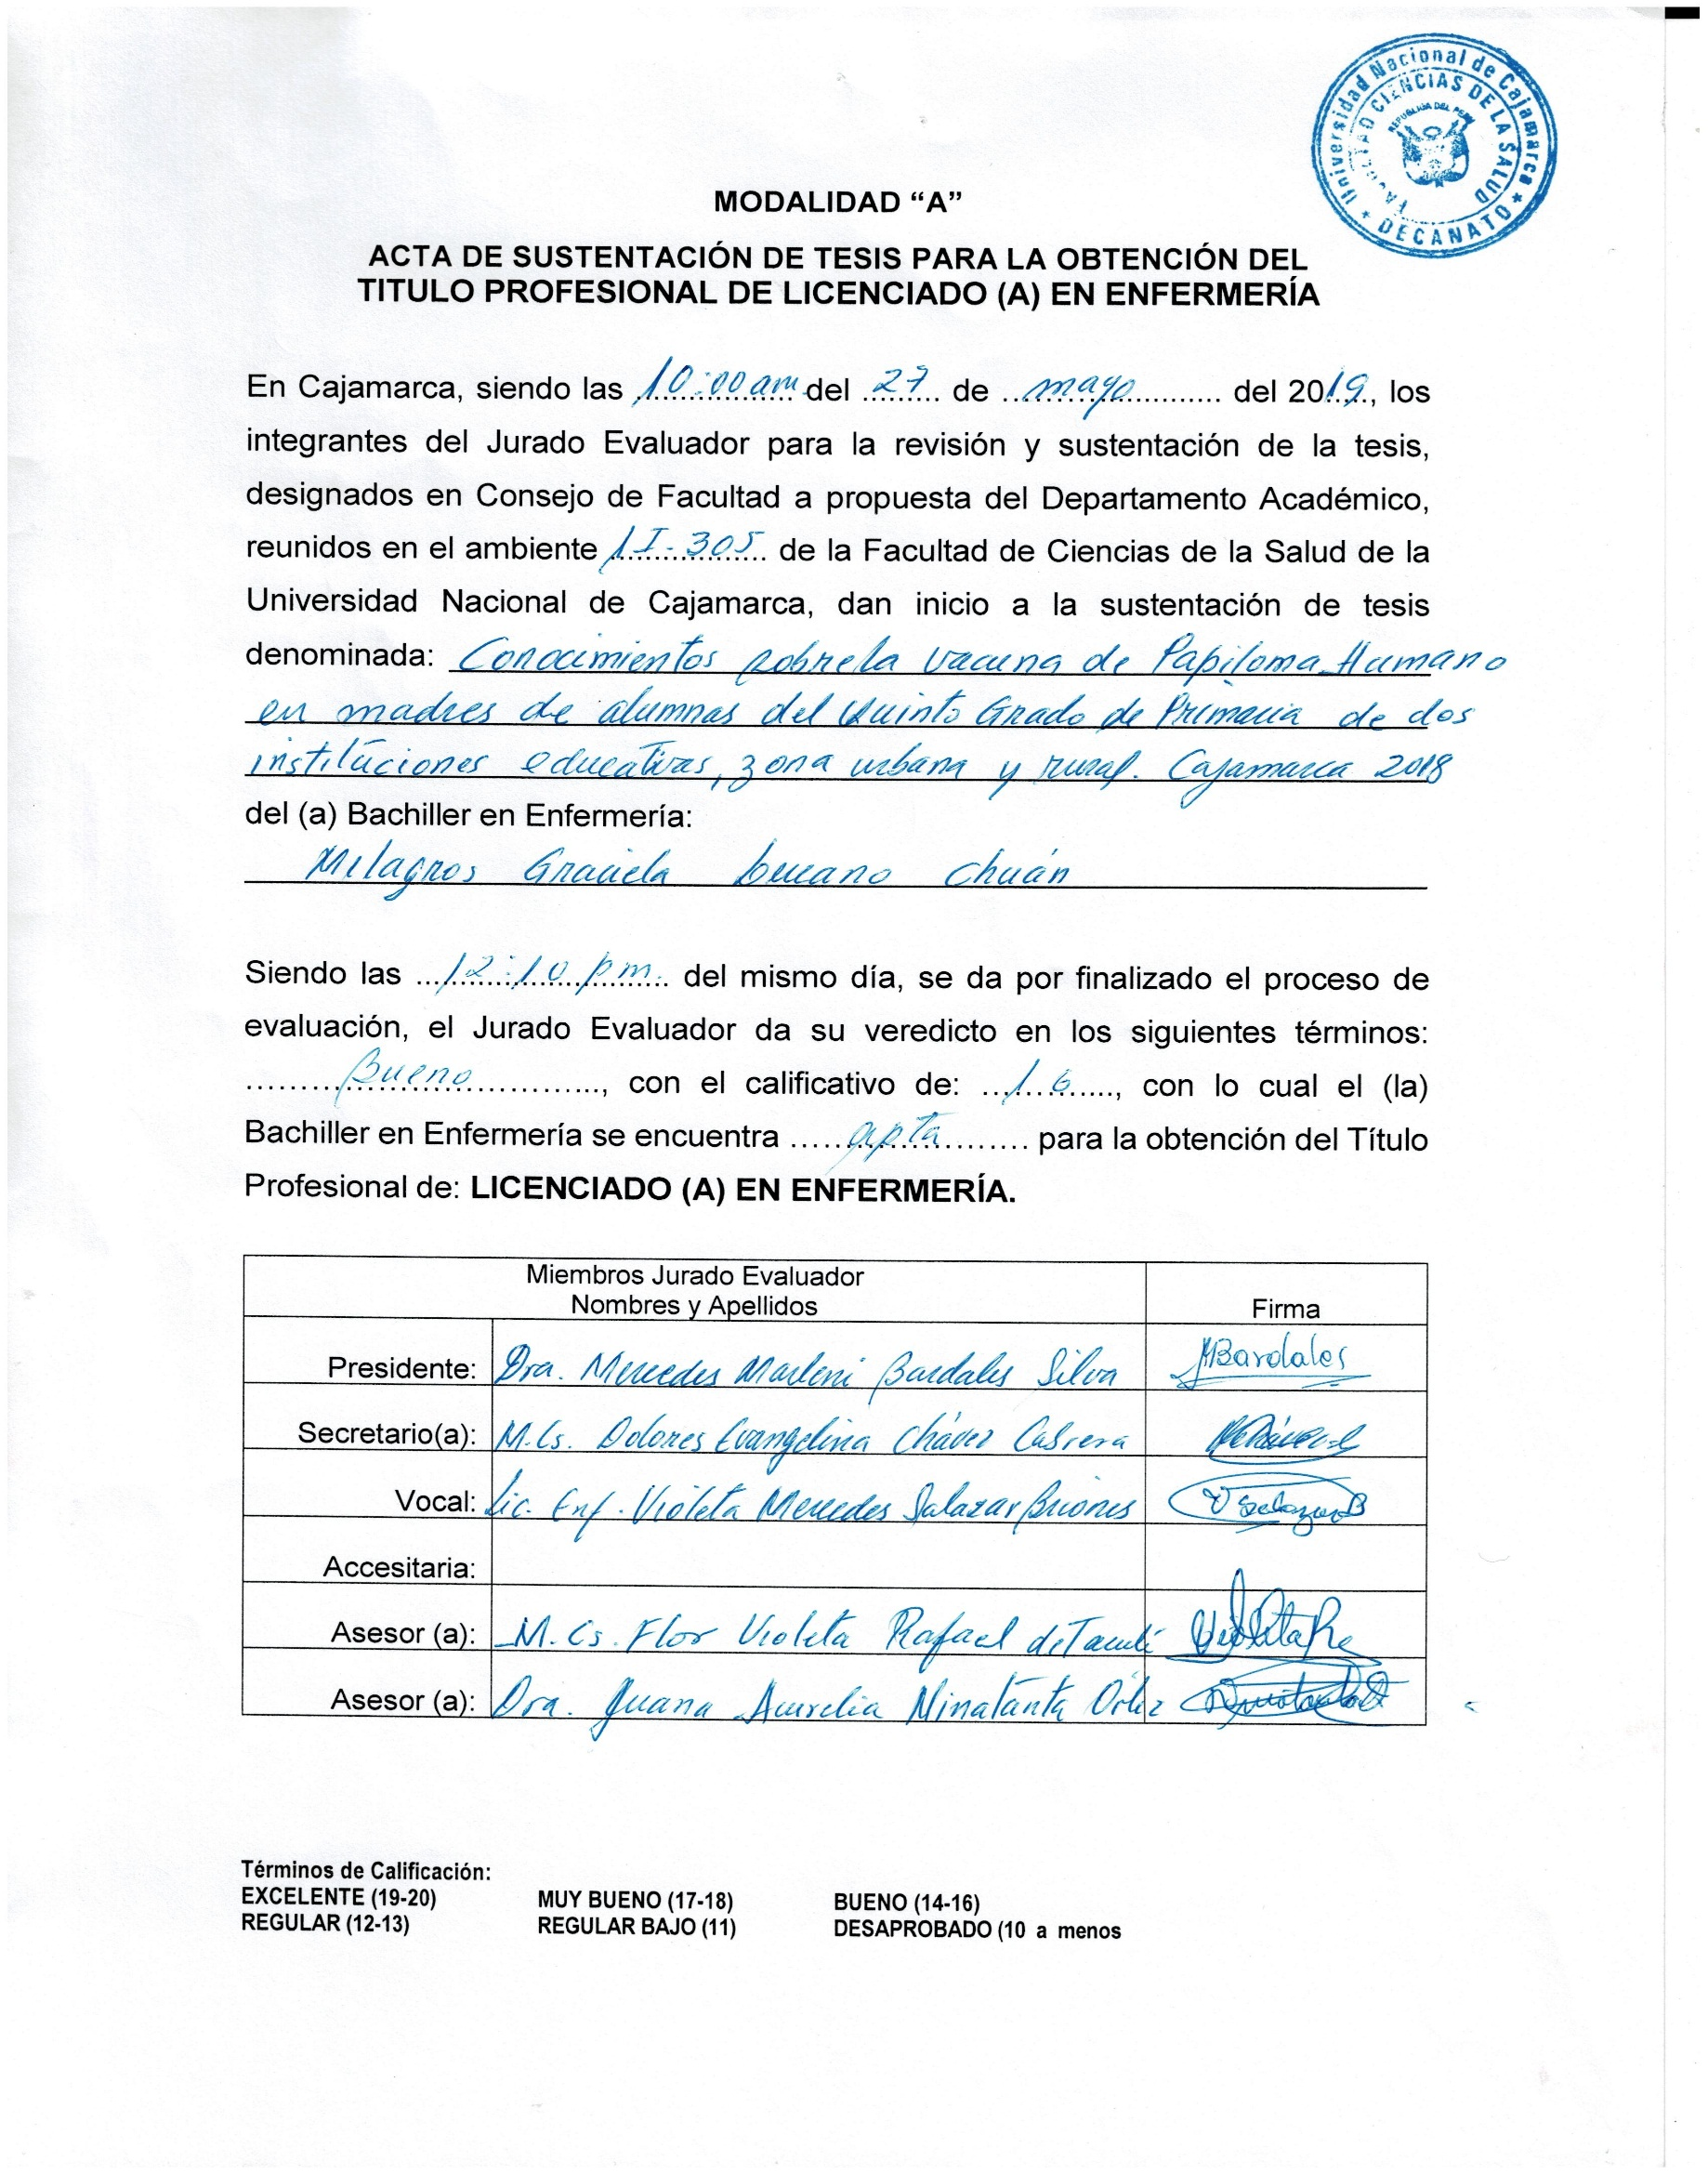 Universidad Nacional de Cajamarca
FACULTAD CIENCIAS DE LA SALUD
REPUBLICA DEL PERU
* DECANATO *
MODALIDAD “A”
ACTA DE SUSTENTACIÓN DE TESIS PARA LA OBTENCIÓN DEL
TITULO PROFESIONAL DE LICENCIADO (A) EN ENFERMERÍA
En Cajamarca, siendo las 10:00 am del 27 de mayo del 2019, los
integrantes del Jurado Evaluador para la revisión y sustentación de la tesis,
designados en Consejo de Facultad a propuesta del Departamento Académico,
reunidos en el ambiente 1I-305 de la Facultad de Ciencias de la Salud de la
Universidad Nacional de Cajamarca, dan inicio a la sustentación de tesis
denominada: Conocimientos sobre la vacuna de Papiloma Humano
en madres de alumnas del Quinto Grado de Primaria de dos
instituciones educativas, zona urbana y rural. Cajamarca 2018
del (a) Bachiller en Enfermería:
Milagros Graciela Chuán
Siendo las 12:10 pm. del mismo día, se da por finalizado el proceso de
evaluación, el Jurado Evaluador da su veredicto en los siguientes términos:
Bueno, con el calificativo de: 16, con lo cual el (la)
Bachiller en Enfermería se encuentra apta para la obtención del Título
Profesional de: LICENCIADO (A) EN ENFERMERÍA.
Miembros Jurado Evaluador
Nombres y Apellidos
Firma
Presidente: Dra. Mercedes Marleni Bardales Silva MBardales
Secretario(a): M.Cs. Dolores Evangelina Chávez Cabrera
Vocal: Lic. Enf. Violeta Mercedes Salazar Briones VSalazarB
Accesitaria:
Asesor (a): M.Cs. Flor Violeta Rafael de Violeta Re
Asesor (a): Dra. Juana Aurelia Ninatanta Ortiz
Términos de Calificación:
EXCELENTE (19-20) MUY BUENO (17-18) BUENO (14-16)
REGULAR (12-13) REGULAR BAJO (11) DESAPROBADO (10 a menos